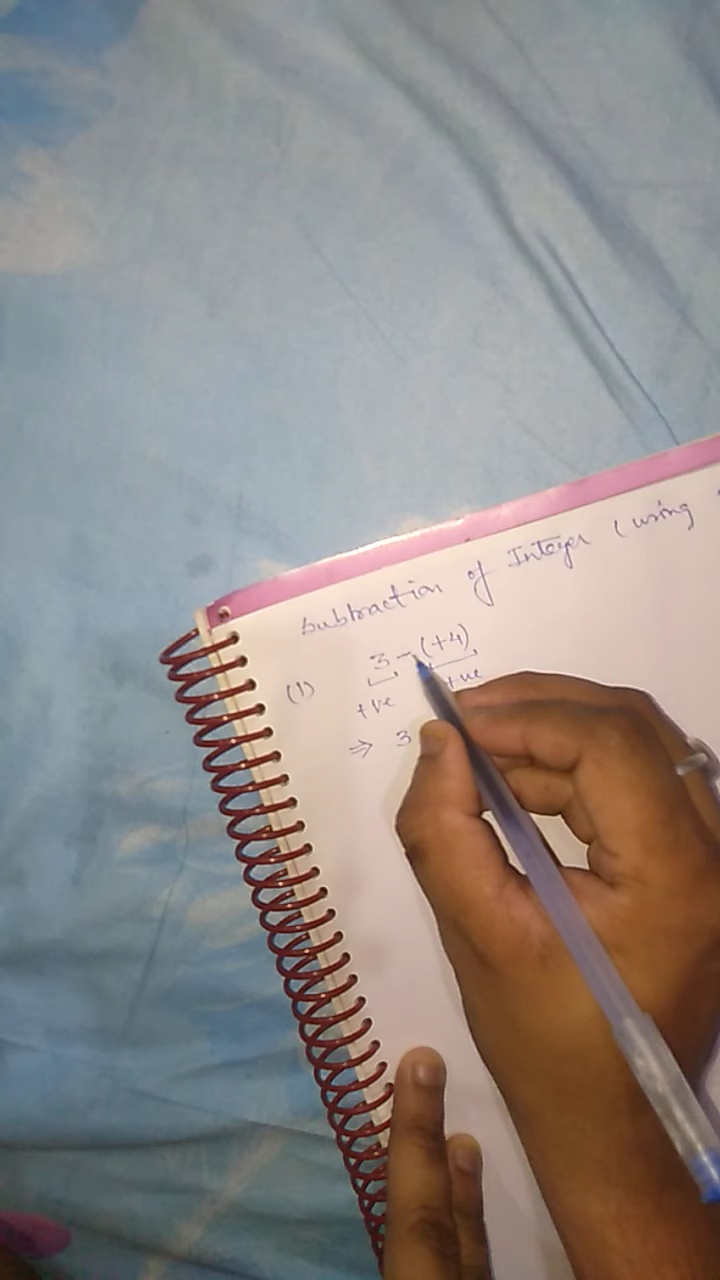 Subtraction of Integer (using
(1) 3 - (+4)
+ve +ve
⇒ 3